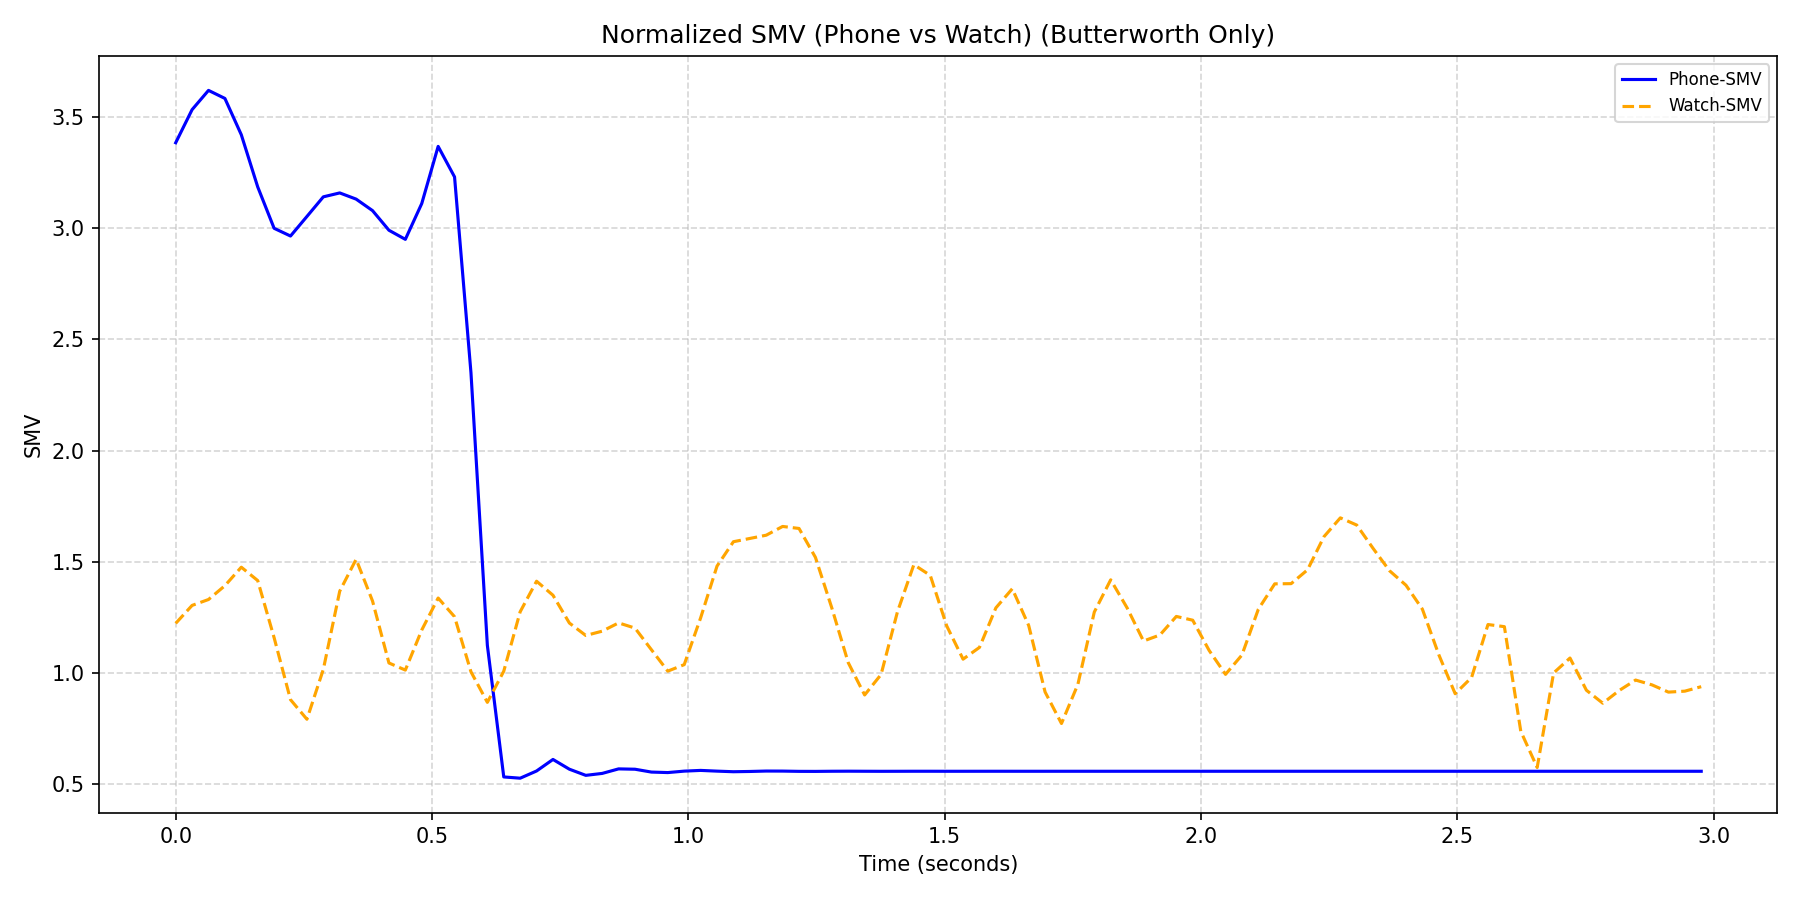 Normalized SMV (Phone vs Watch) (Butterworth Only)
Phone-SMV
Watch-SMV
SMV
3.5
3.0
2.5
2.0
1.5
1.0
0.5
0.0 0.5 1.0 1.5 2.0 2.5 3.0
Time (seconds)